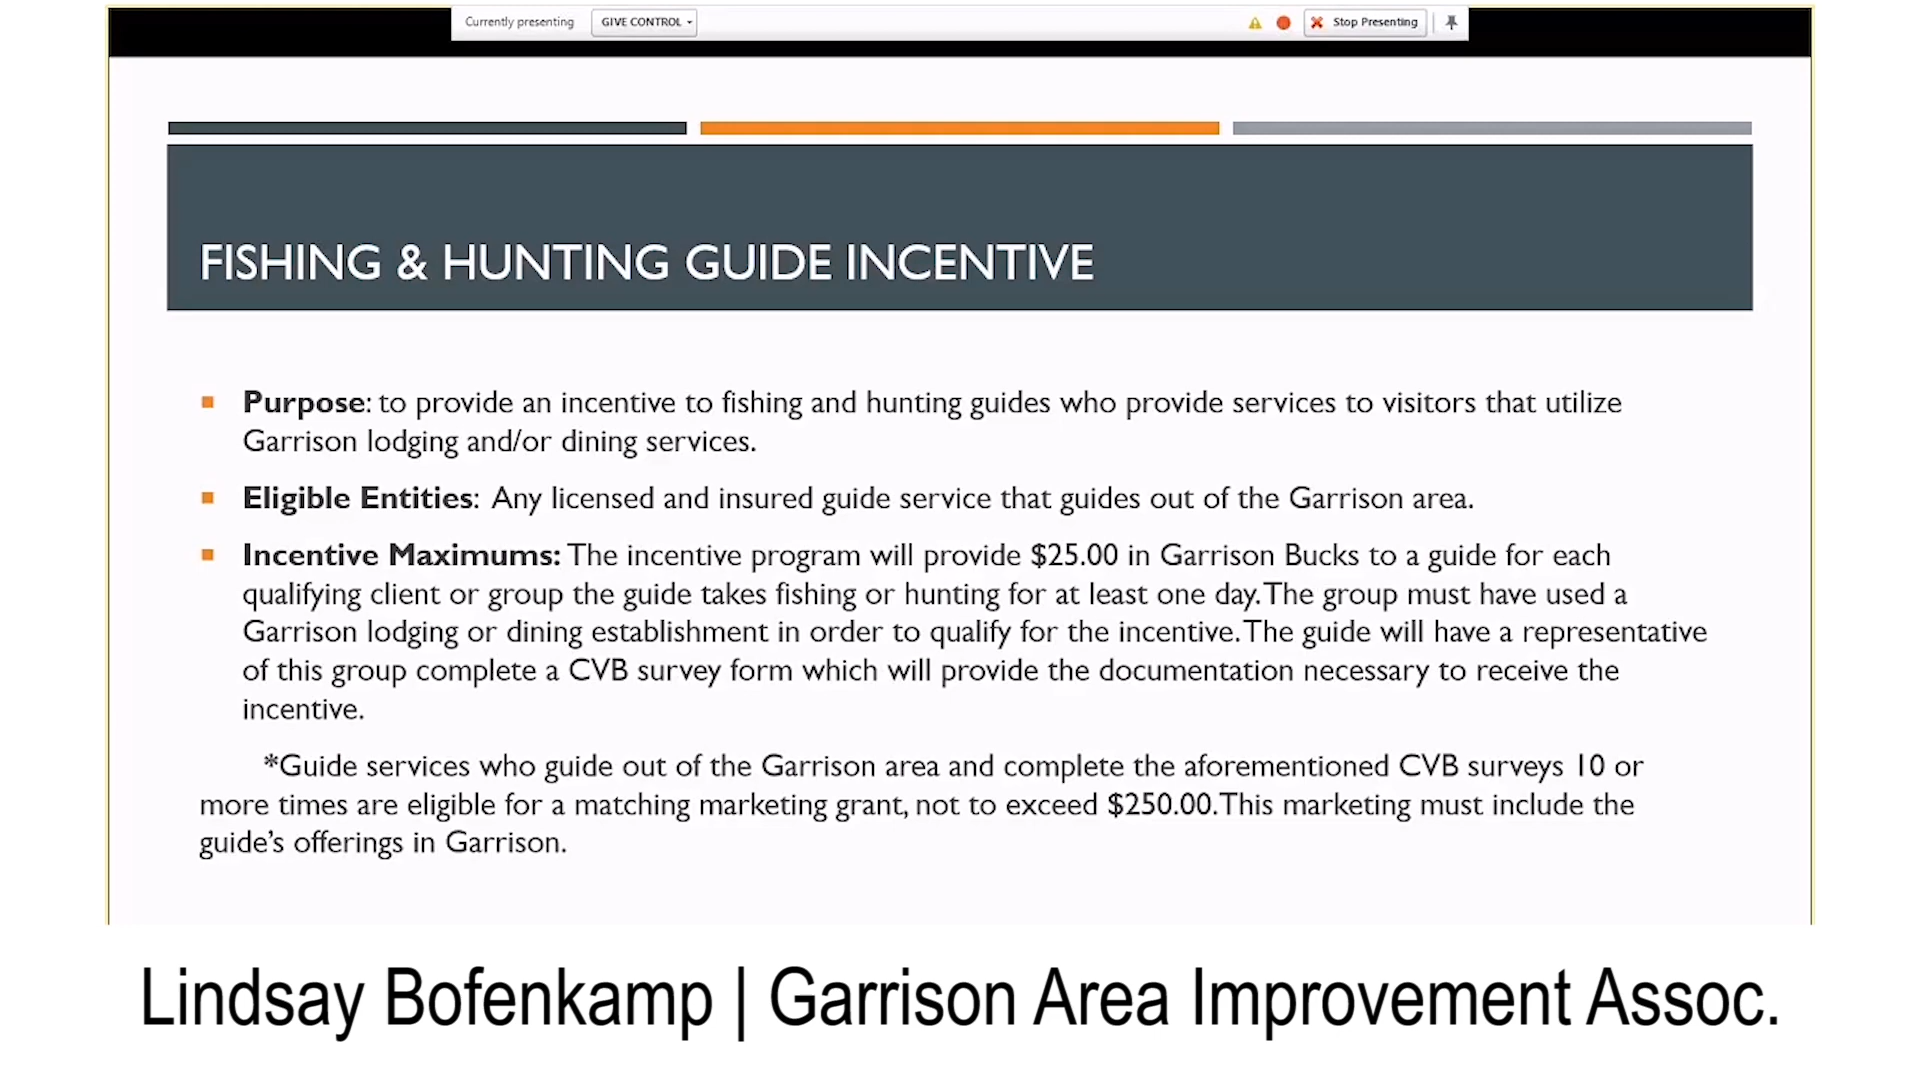 Currently presenting GIVE CONTROL Stop Presenting
FISHING & HUNTING GUIDE INCENTIVE
Purpose: to provide an incentive to fishing and hunting guides who provide services to visitors that utilize
Garrison lodging and/or dining services.
Eligible Entities: Any licensed and insured guide service that guides out of the Garrison area.
Incentive Maximums: The incentive program will provide $25.00 in Garrison Bucks to a guide for each
qualifying client or group the guide takes fishing or hunting for at least one day. The group must have used a
Garrison lodging or dining establishment in order to qualify for the incentive. The guide will have a representative
of this group complete a CVB survey form which will provide the documentation necessary to receive the
incentive.
*Guide services who guide out of the Garrison area and complete the aforementioned CVB surveys 10 or
more times are eligible for a matching marketing grant, not to exceed $250.00. This marketing must include the
guide's offerings in Garrison.
Lindsay Bofenkamp | Garrison Area Improvement Assoc.